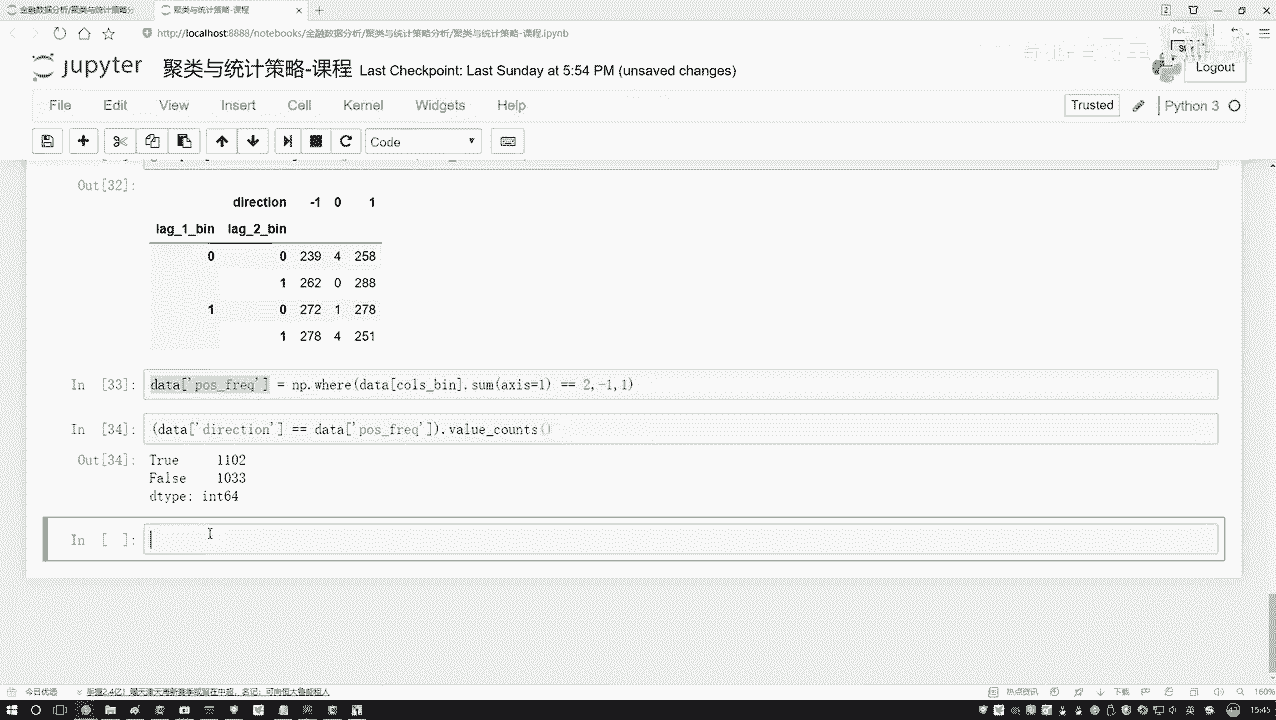 金融数据分析/聚类与统计策略分
聚类与统计策略-课程
http://localhost:8888/notebooks/金融数据分析/聚类与统计策略分析/聚类与统计策略-课程.ipynb
jupyter 聚类与统计策略-课程 Last Checkpoint: Last Sunday at 5:54 PM (unsaved changes)
Logout
File Edit View Insert Cell Kernel Widgets Help
Trusted Python 3
Code
Out[32]:
direction -1 0 1
lag_1_bin lag_2_bin
0 0 239 4 258
1 262 0 288
1 0 272 1 278
1 278 4 251
In [33]: data['pos_freq'] = np.where(data[cols_bin].sum(axis=1) == 2,-1,1)
In [34]: (data['direction'] == data['pos_freq']).value_counts()
Out[34]: True 1102
False 1033
dtype: int64
In [ ]:
今日优选
热点资讯
下载
160%
15:45